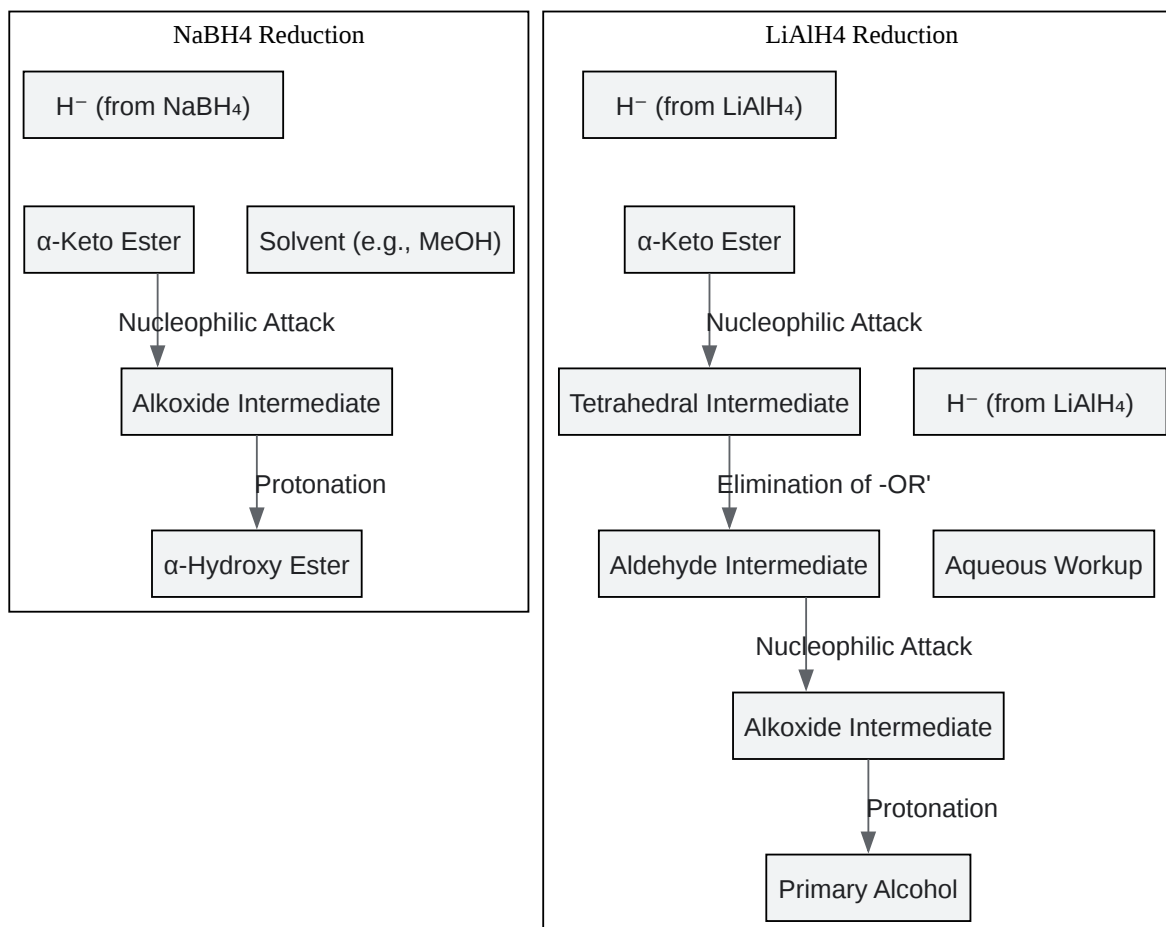 NaBH4 Reduction
H⁻ (from NaBH₄)
α-Keto Ester
Solvent (e.g., MeOH)
Nucleophilic Attack
Alkoxide Intermediate
Protonation
α-Hydroxy Ester
LiAlH4 Reduction
H⁻ (from LiAlH₄)
α-Keto Ester
Nucleophilic Attack
Tetrahedral Intermediate
H⁻ (from LiAlH₄)
Elimination of -OR'
Aldehyde Intermediate
Aqueous Workup
Nucleophilic Attack
Alkoxide Intermediate
Protonation
Primary Alcohol